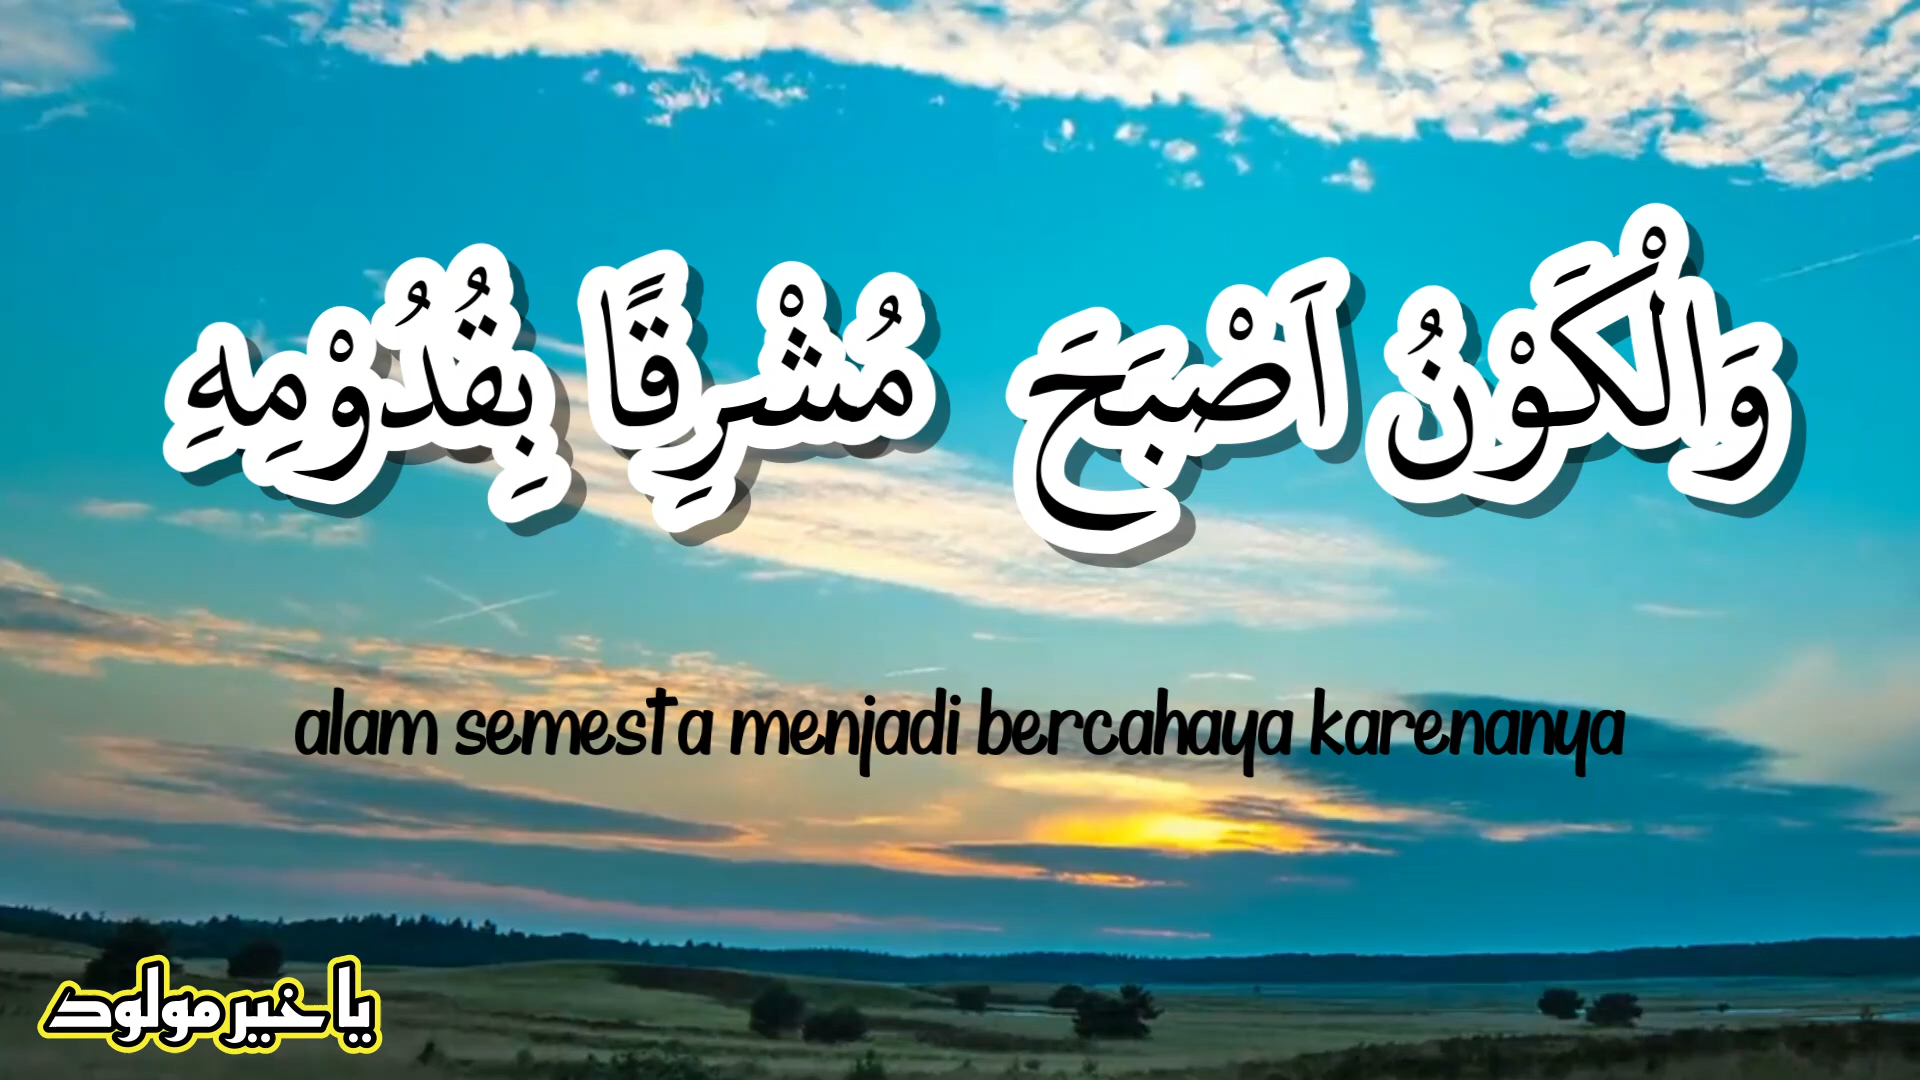 وَالْكَوْنُ اَصْبَحَ مُشْرِقًا بِقُدُوْمِهِ
alam semesta menjadi bercahaya karenanya
يا خير مولود